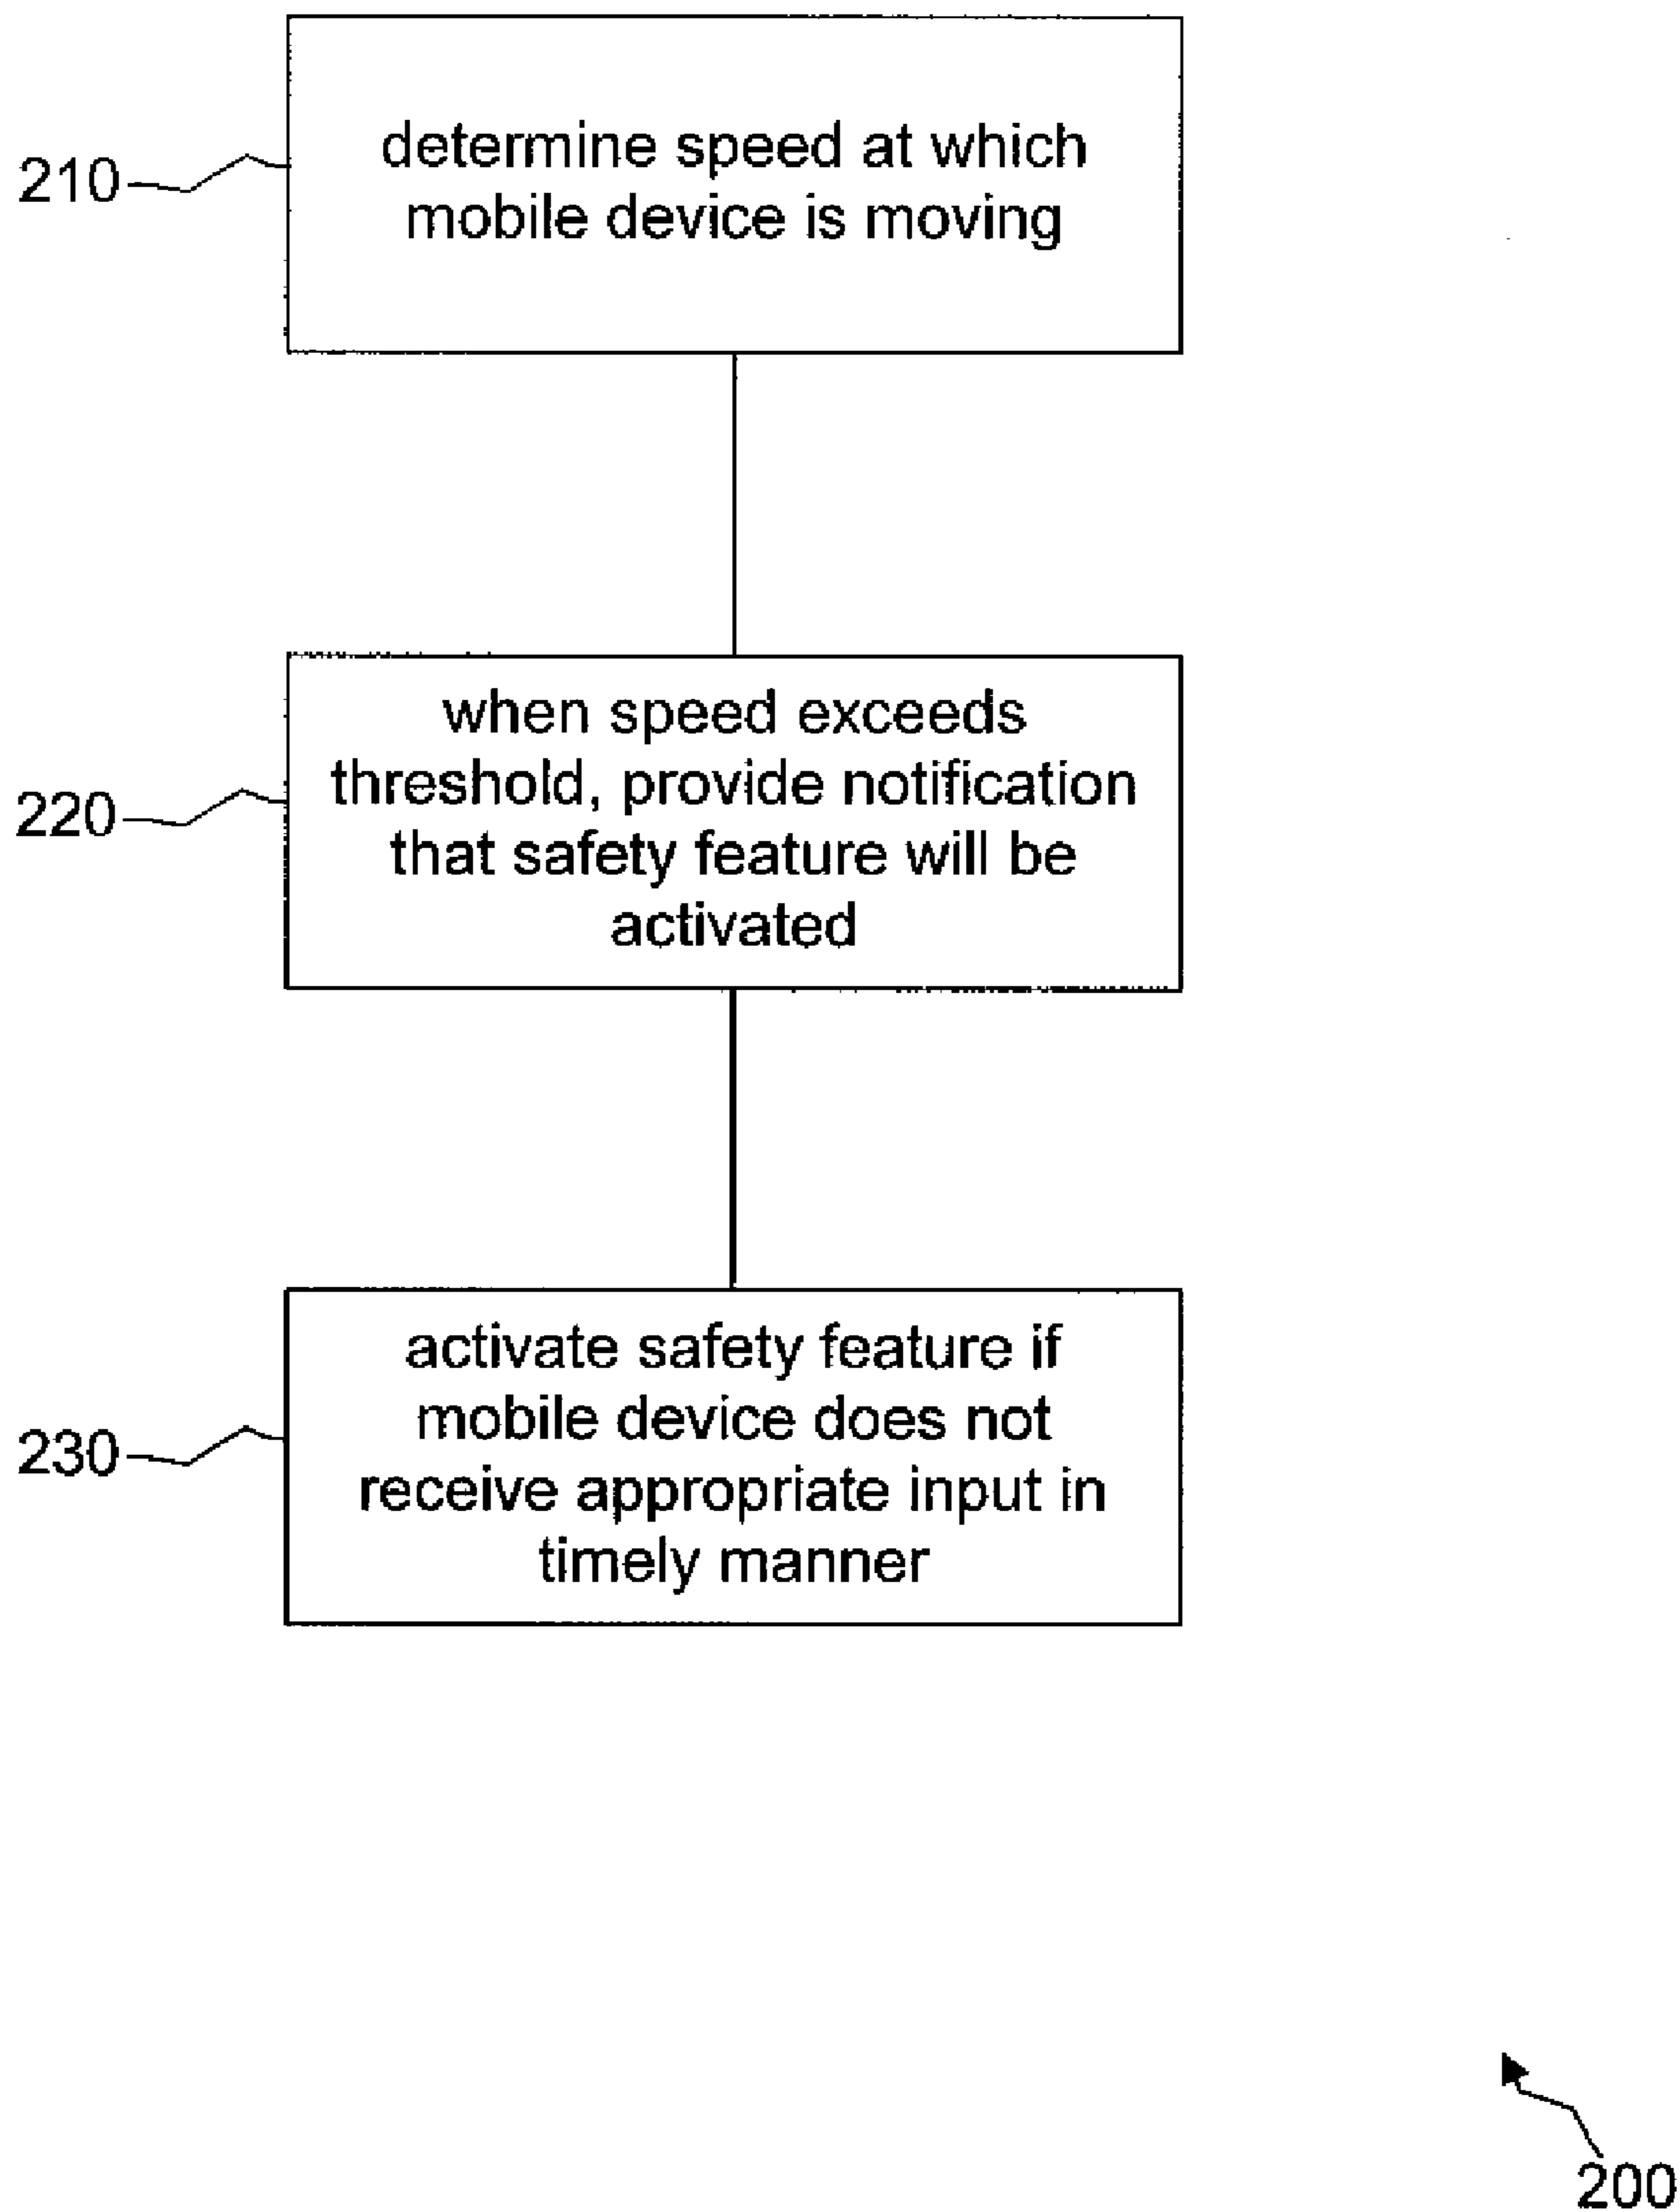 210
determine speed at which
mobile device is moving
220
when speed exceeds
threshold, provide notification
that safety feature will be
activated
230
activate safety feature if
mobile device does not
receive appropriate input in
timely manner
200